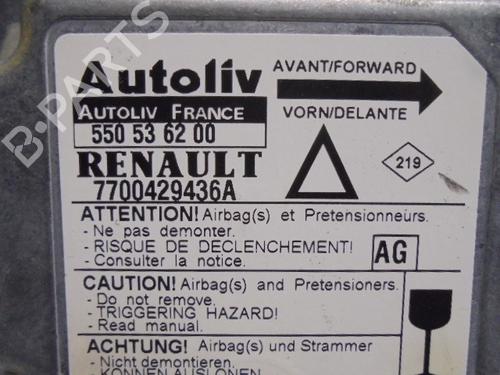 B-PARTS
Autoliv
AUTOLIV FRANCE
550 53 62 00
RENAULT
7700429436A
AVANT/FORWARD
VORN/DELANTE
219
ATTENTION! Airbag(s) et Pretensionneurs.
- Ne pas demonter.
- RISQUE DE DECLENCHEMENT!
- Consulter la notice.
AG
CAUTION! Airbag(s) and Pretensioners.
- Do not remove.
- TRIGGERING HAZARD!
- Read manual.
ACHTUNG! Airbag(s) und Strammer
- Nicht demontieren.
- KONNEN AUSLOSEN